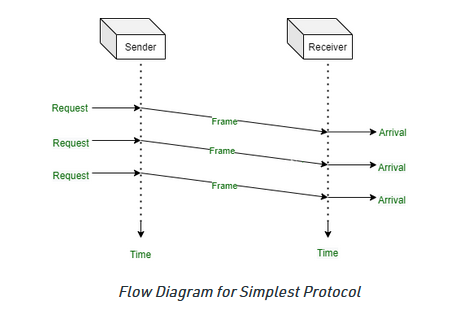 Sender
Receiver
Request
Frame
Arrival
Request
Frame
Arrival
Request
Frame
Arrival
Time
Time
Flow Diagram for Simplest Protocol